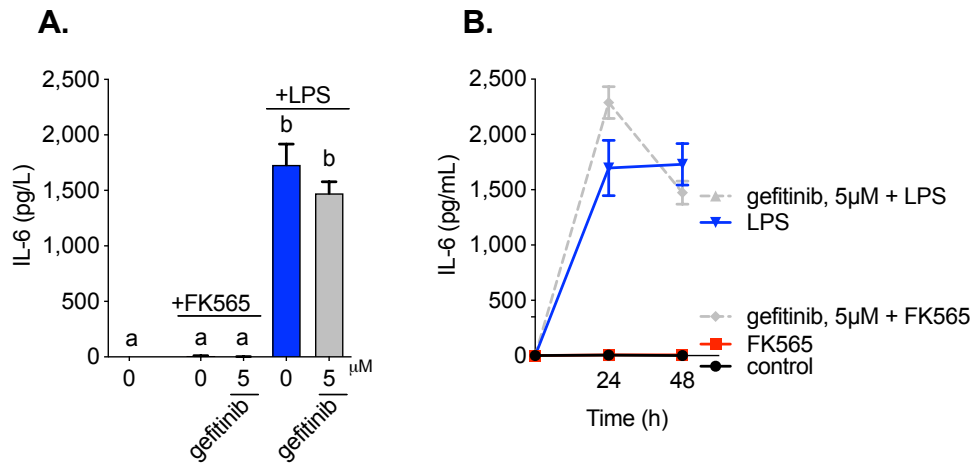 A.
2,500
2,000
1,500
1,000
500
0
IL-6 (pg/L)
+LPS
b
b
+FK565
a
a
a
0
0
5
0
5
μM
gefitinib
gefitinib
B.
2,500
2,000
1,500
1,000
500
0
IL-6 (pg/mL)
24
48
Time (h)
gefitinib, 5μM + LPS
LPS
gefitinib, 5μM + FK565
FK565
control